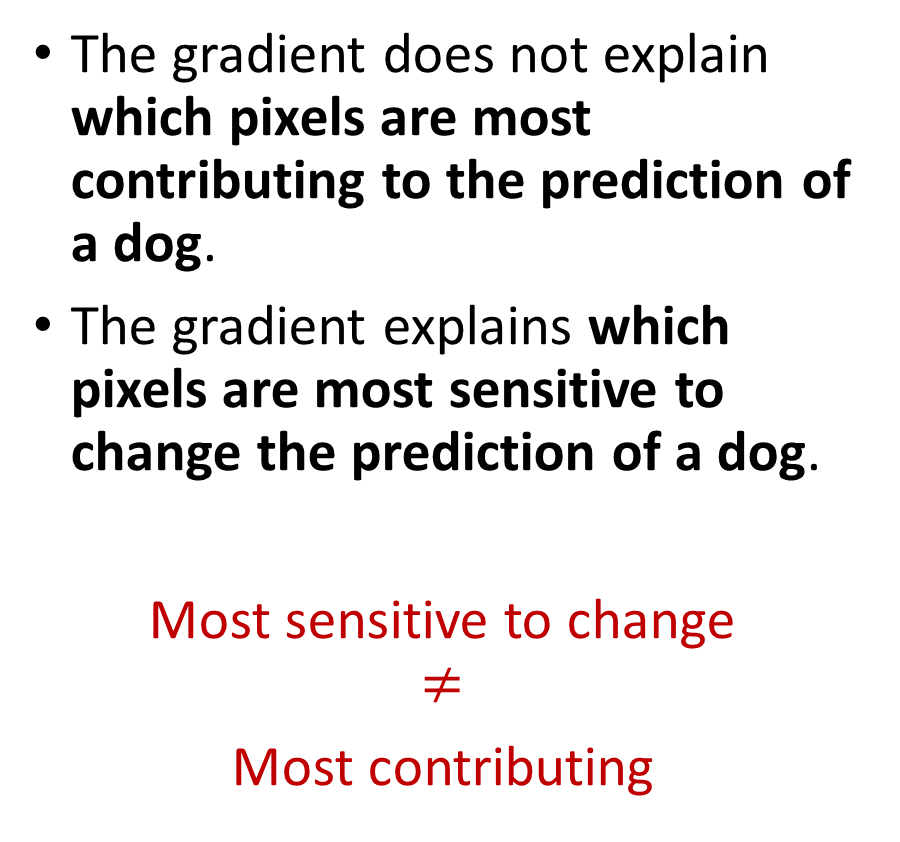 • The gradient does not explain
which pixels are most
contributing to the prediction of
a dog.
• The gradient explains which
pixels are most sensitive to
change the prediction of a dog.
Most sensitive to change
≠
Most contributing